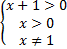 x + 1 > 0
x > 0
x ≠ 1